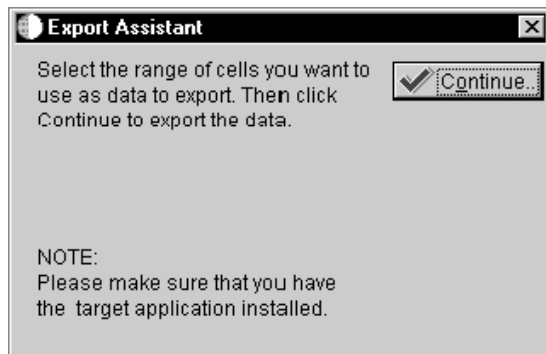 Export Assistant
Select the range of cells you want to
use as data to export. Then click
Continue to export the data.
Continue..
NOTE:
Please make sure that you have
the target application installed.